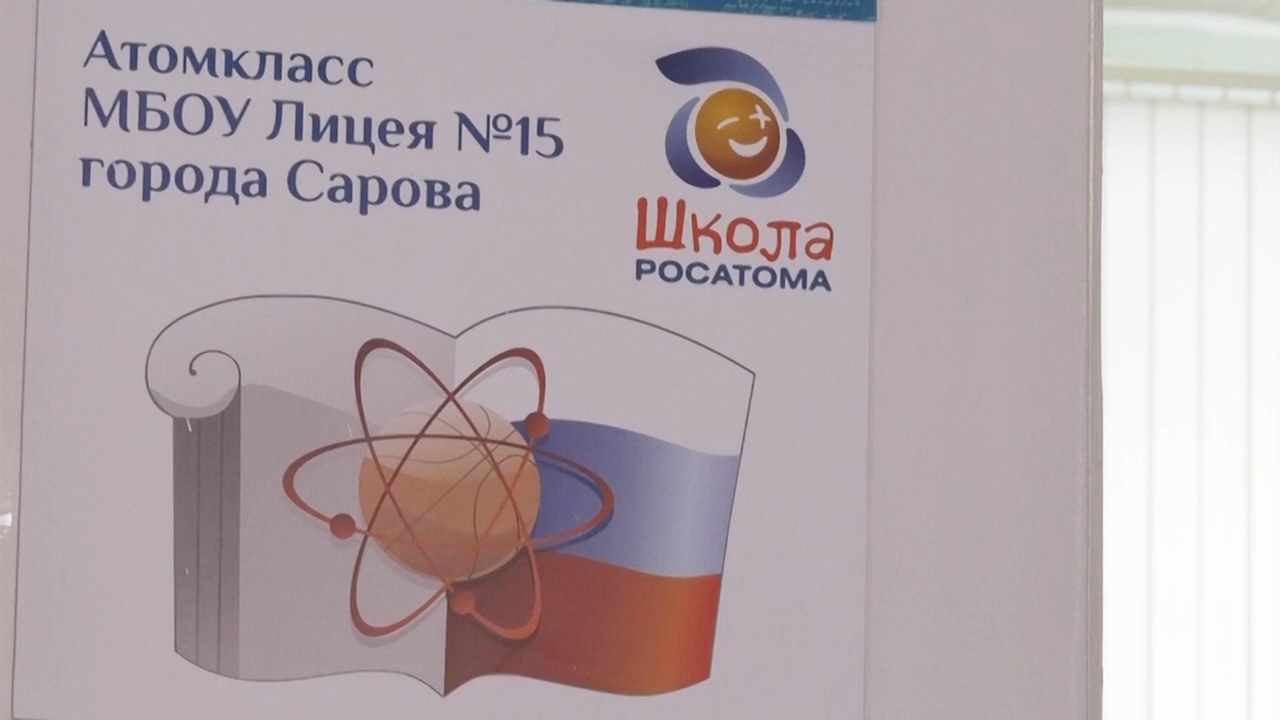 Атомкласс
МБОУ Лицея №15
города Сарова
Школа
РОСАТОМА